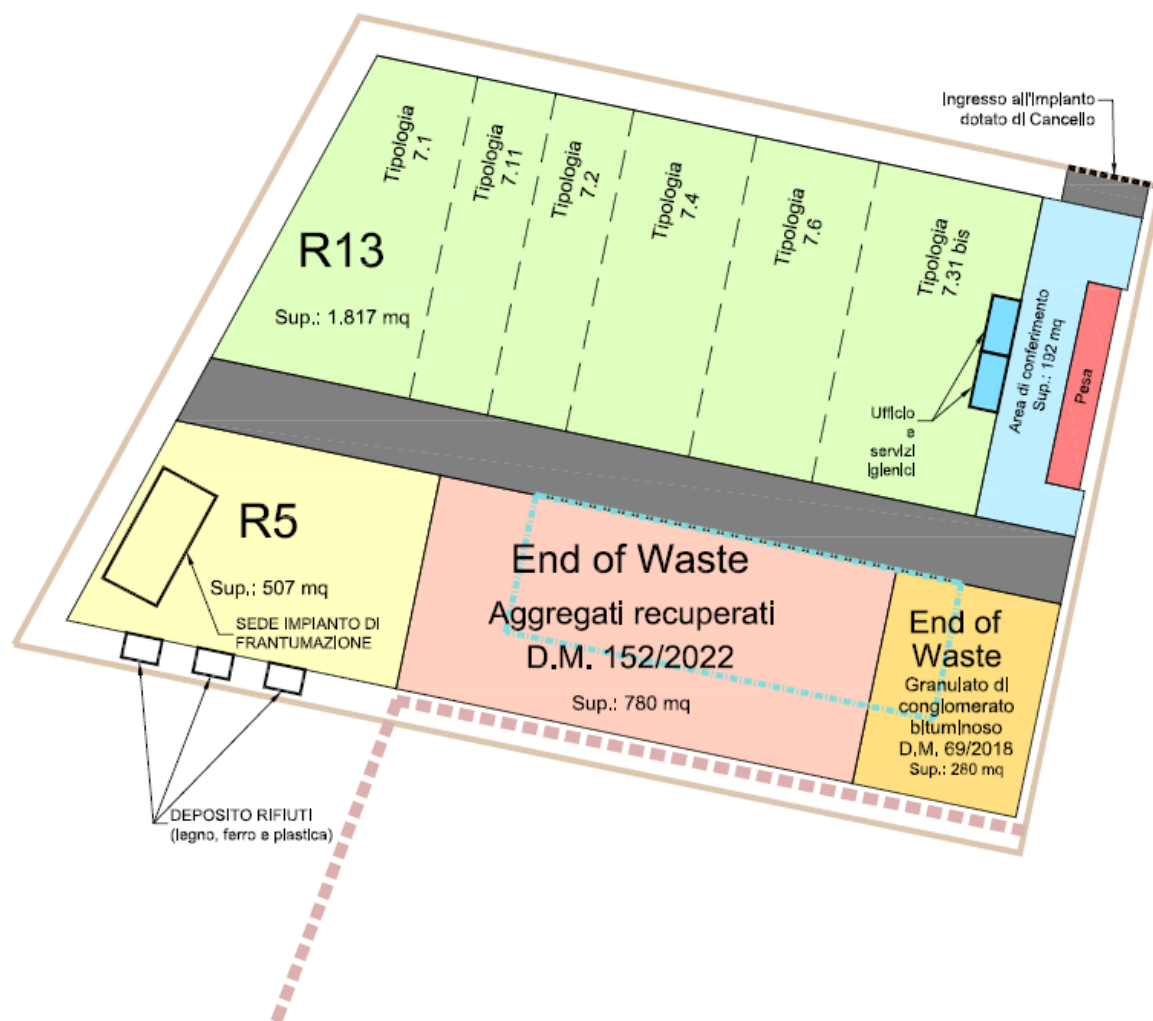 Ingresso all'Impianto
dotato di Cancello
Tipologia
7.1
Tipologia
7.11
Tipologia
7.2
Tipologia
7.4
Tipologia
7.6
Tipologia
7.31 bis
R13
Sup.: 1.817 mq
Area di conferimento
Sup.: 192 mq
Pesa
Ufficio
e
servizi
igienici
R5
Sup.: 507 mq
SEDE IMPIANTO DI
FRANTUMAZIONE
End of Waste
Aggregati recuperati
D.M. 152/2022
Sup.: 780 mq
End of
Waste
Granulato di
conglomerato
bituminoso
D.M. 69/2018
Sup.: 280 mq
DEPOSITO RIFIUTI
(legno, ferro e plastica)